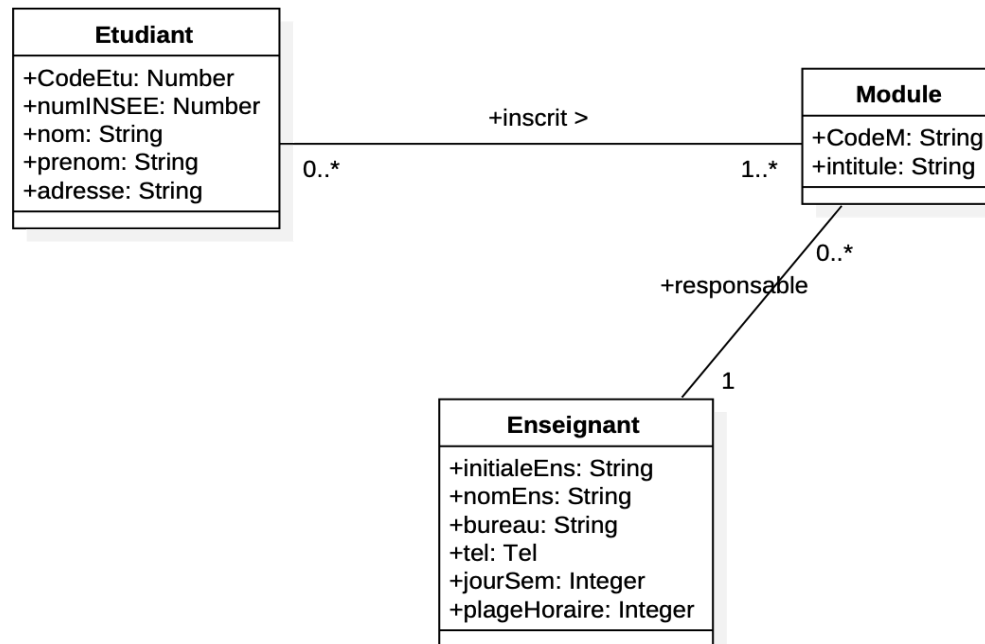 Etudiant
+CodeEtu: Number
+numINSEE: Number
+nom: String
+prenom: String
+adresse: String
+inscrit >
0..*
1..*
Module
+CodeM: String
+intitule: String
0..*
+responsable
1
Enseignant
+initialeEns: String
+nomEns: String
+bureau: String
+tel: Tel
+jourSem: Integer
+plageHoraire: Integer